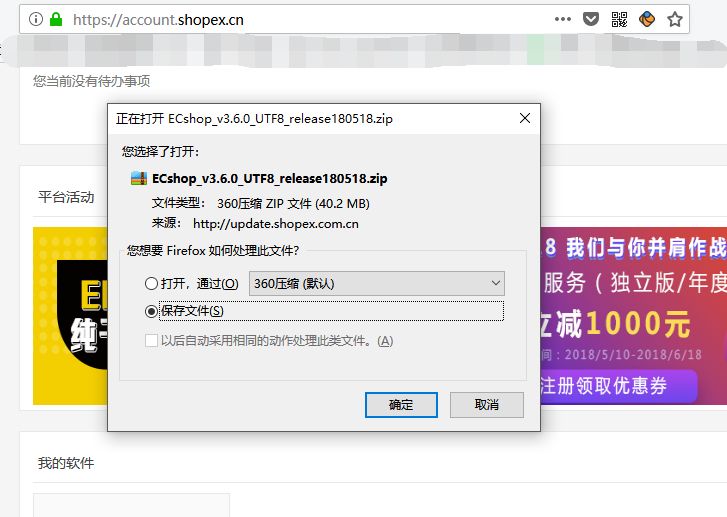 https://account.shopex.cn
您当前没有待办事项
正在打开 ECshop_v3.6.0_UTF8_release180518.zip
您选择了打开:
ECshop_v3.6.0_UTF8_release180518.zip
文件类型: 360压缩 ZIP 文件 (40.2 MB)
来源: http://update.shopex.com.cn
您想要 Firefox 如何处理此文件?
打开，通过(O) 360压缩 (默认)
保存文件(S)
以后自动采用相同的动作处理此类文件。(A)
确定 取消
平台活动
8 我们与你并肩作战
服务（独立版/年度
立减1000元
间：2018/5/10-2018/6/18
注册领取优惠券
我的软件